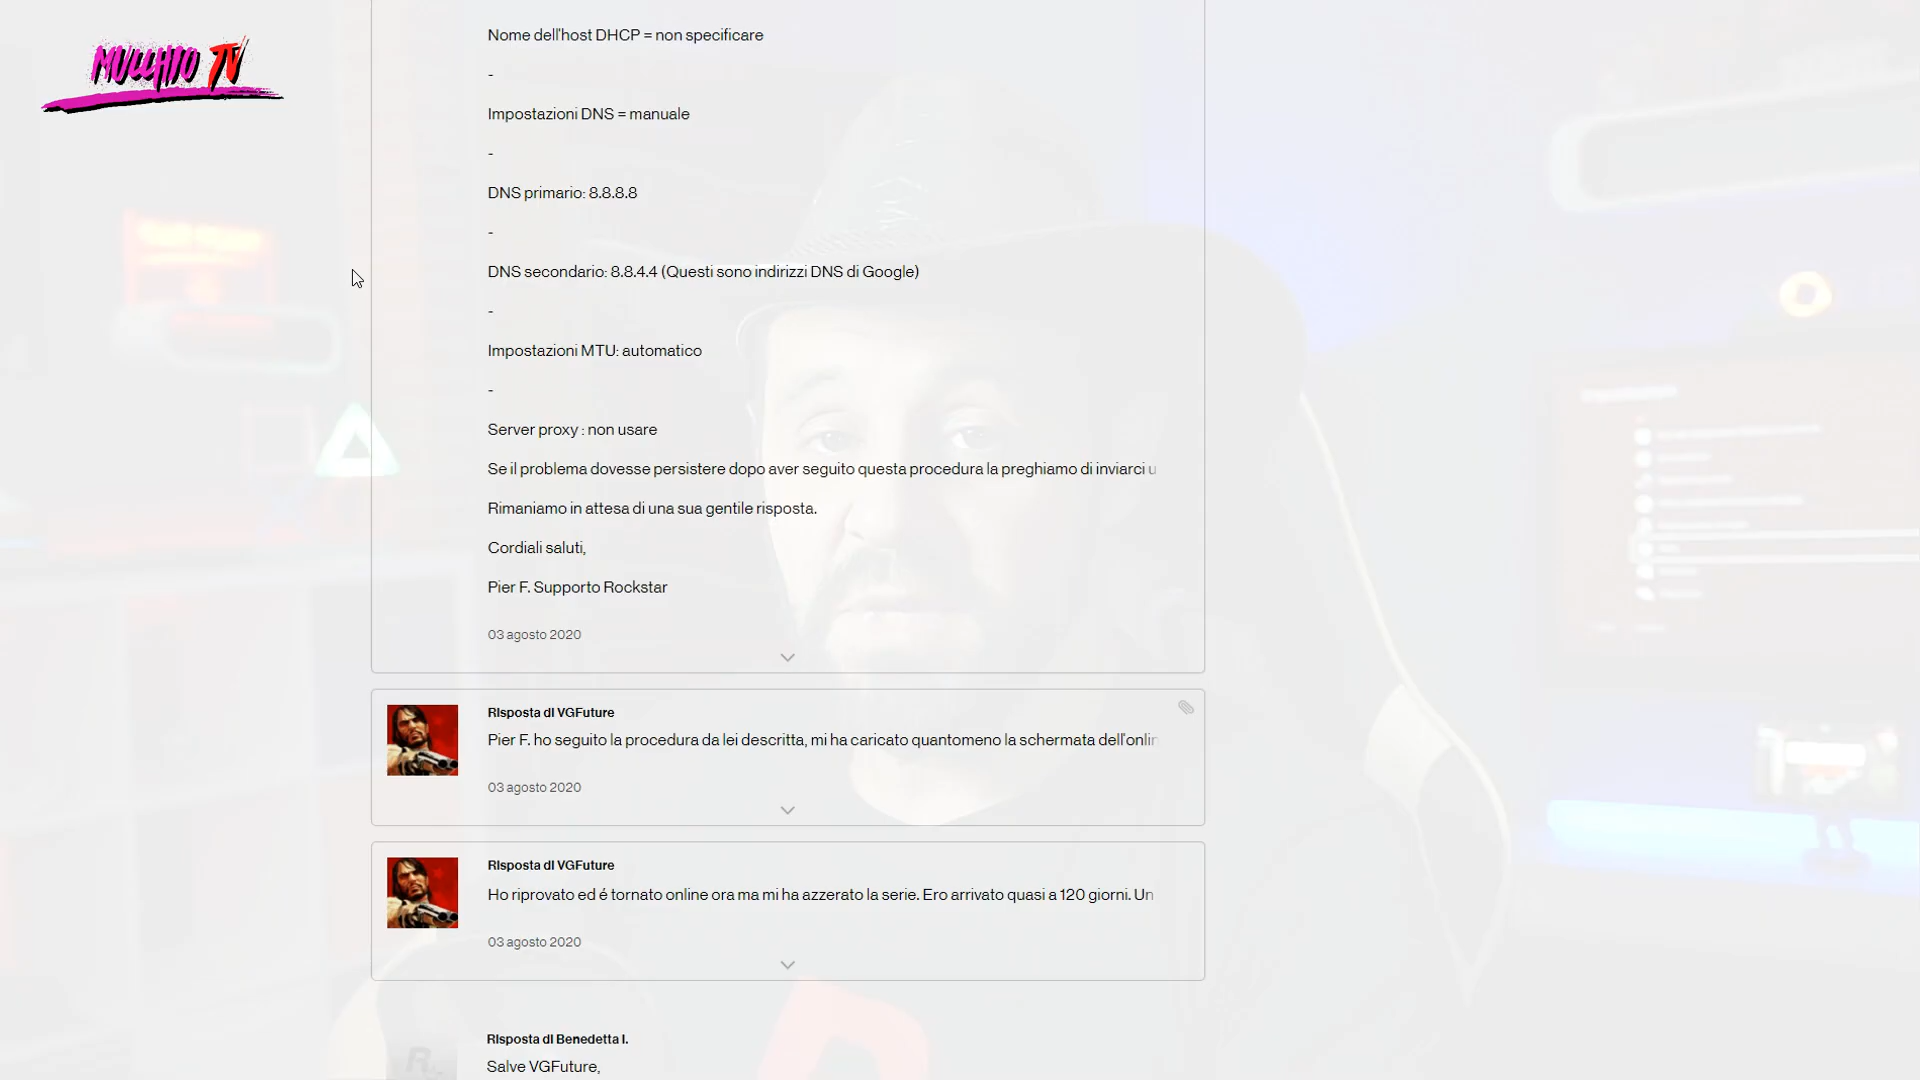 MUCCHIO TV
Nome dell'host DHCP = non specificare
-
Impostazioni DNS = manuale
-
DNS primario: 8.8.8.8
-
DNS secondario: 8.8.4.4 (Questi sono indirizzi DNS di Google)
-
Impostazioni MTU: automatico
-
Server proxy : non usare
Se il problema dovesse persistere dopo aver seguito questa procedura la preghiamo di inviarci u
Rimaniamo in attesa di una sua gentile risposta.
Cordiali saluti,
Pier F. Supporto Rockstar
03 agosto 2020
Risposta di VGFuture
Pier F. ho seguito la procedura da lei descritta, mi ha caricato quantomeno la schermata dell'onlin
03 agosto 2020
Risposta di VGFuture
Ho riprovato ed é tornato online ora ma mi ha azzerato la serie. Ero arrivato quasi a 120 giorni. Un
03 agosto 2020
Risposta di Benedetta I.
R
Salve VGFuture,